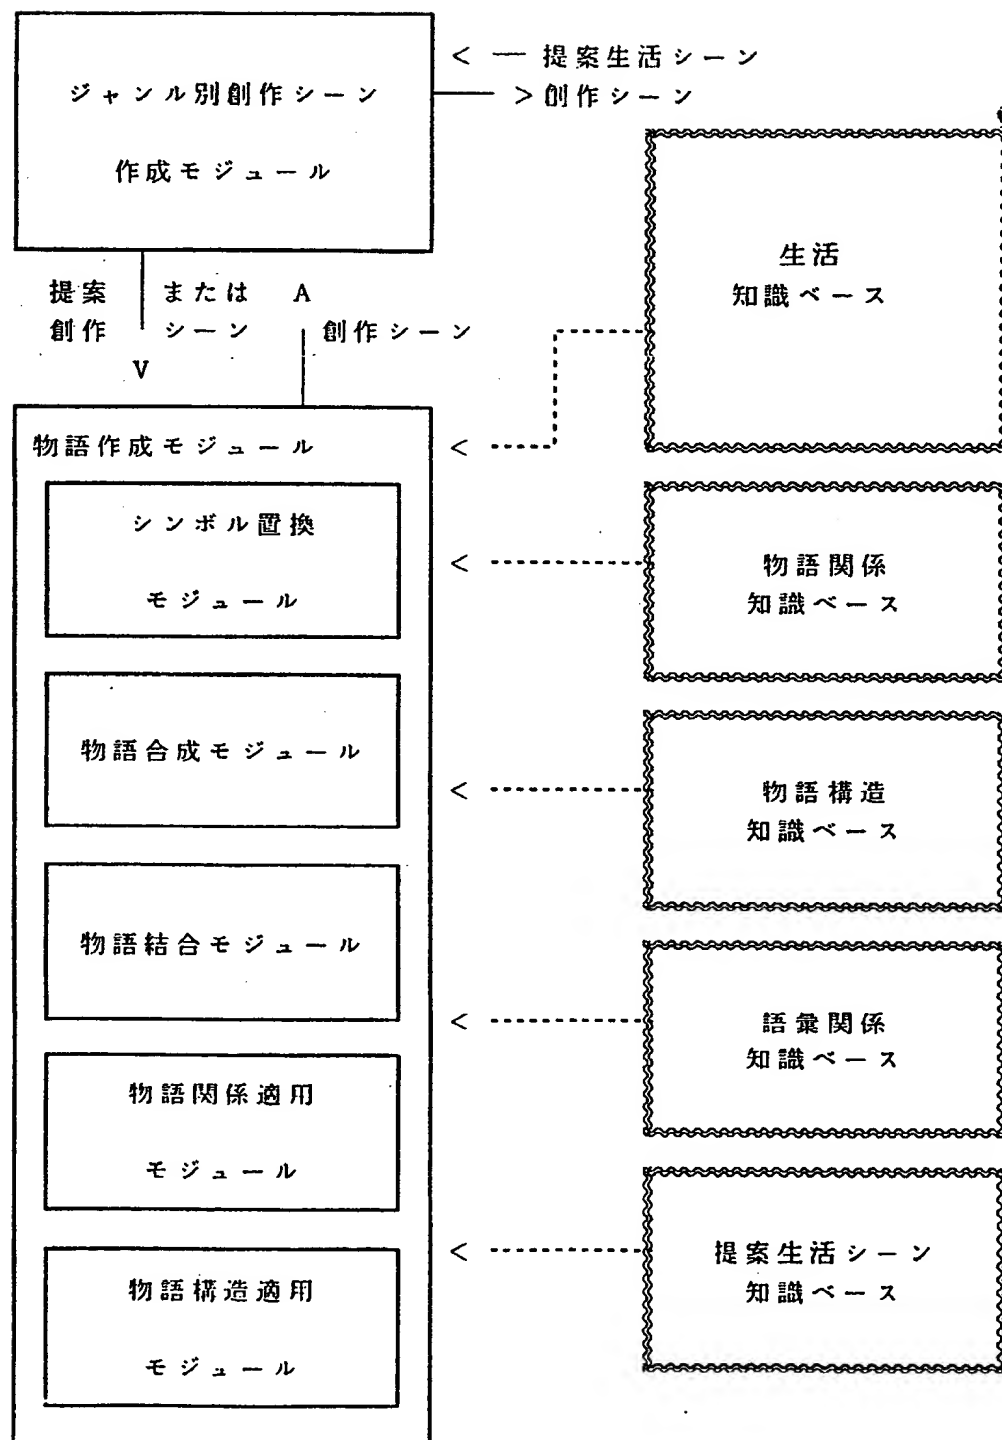 < ― 提案生活シーン
> 創作シーン
ジャンル別創作シーン
作成モジュール
提案 または A
創作 シーン 創作シーン
V
物語作成モジュール
シンボル置換
モジュール
物語合成モジュール
物語結合モジュール
物語関係適用
モジュール
物語構造適用
モジュール
生活
知識ベース
<
物語関係
知識ベース
<
物語構造
知識ベース
<
語彙関係
知識ベース
<
提案生活シーン
知識ベース
<